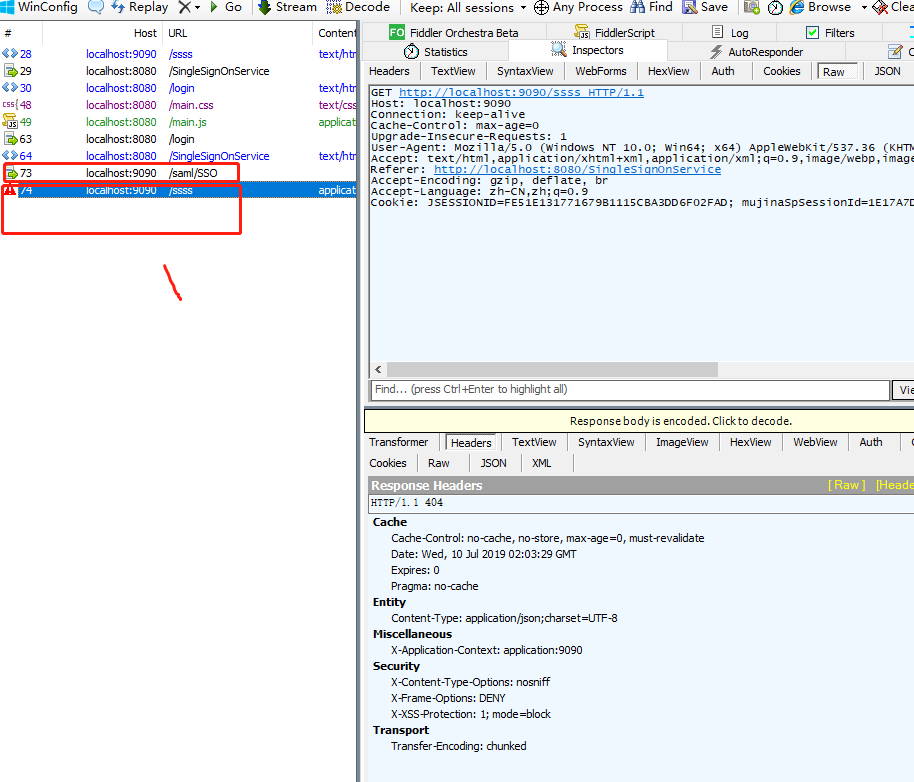 WinConfig Replay Go Stream Decode Keep: All sessions Any Process Find Save Browse
# Host URL
28 localhost:9090 /ssss text/htm
29 localhost:8080 /SingleSignOnService
30 localhost:8080 /login text/htm
48 localhost:8080 /main.css text/css
49 localhost:8080 /main.js applicat
63 localhost:8080 /login
64 localhost:8080 /SingleSignOnService text/htm
73 localhost:9090 /saml/SSO
74 localhost:9090 /ssss applicat
FO Fiddler Orchestra Beta FiddlerScript Log Filters
Statistics Inspectors AutoResponder
Headers TextView SyntaxView WebForms HexView Auth Cookies Raw JSON
GET http://localhost:9090/ssss HTTP/1.1
Host: localhost:9090
Connection: keep-alive
Cache-Control: max-age=0
Upgrade-Insecure-Requests: 1
User-Agent: Mozilla/5.0 (Windows NT 10.0; Win64; x64) AppleWebKit/537.36 (KHTM
Accept: text/html,application/xhtml+xml,application/xml;q=0.9,image/webp,imag
Referer: http://localhost:8080/SingleSignOnService
Accept-Encoding: gzip, deflate, br
Accept-Language: zh-CN,zh;q=0.9
Cookie: JSESSIONID=FE51E131771679B1115CBA3DD6F02FAD; mujinaSpSessionId=1E17A7D
Find... (press Ctrl+Enter to highlight all)
Response body is encoded. Click to decode.
Transformer Headers TextView SyntaxView ImageView HexView WebView Auth
Cookies Raw JSON XML
Response Headers [ Raw ] [Heade
HTTP/1.1 404
Cache
Cache-Control: no-cache, no-store, max-age=0, must-revalidate
Date: Wed, 10 Jul 2019 02:03:29 GMT
Expires: 0
Pragma: no-cache
Entity
Content-Type: application/json;charset=UTF-8
Miscellaneous
X-Application-Context: application:9090
Security
X-Content-Type-Options: nosniff
X-Frame-Options: DENY
X-XSS-Protection: 1; mode=block
Transport
Transfer-Encoding: chunked